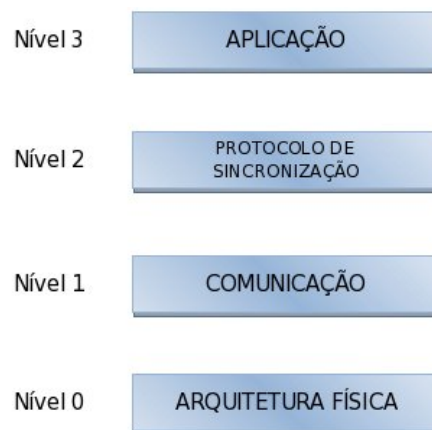 Nível 3 APLICAÇÃO
Nível 2 PROTOCOLO DE
SINCRONIZAÇÃO
Nível 1 COMUNICAÇÃO
Nível 0 ARQUITETURA FÍSICA